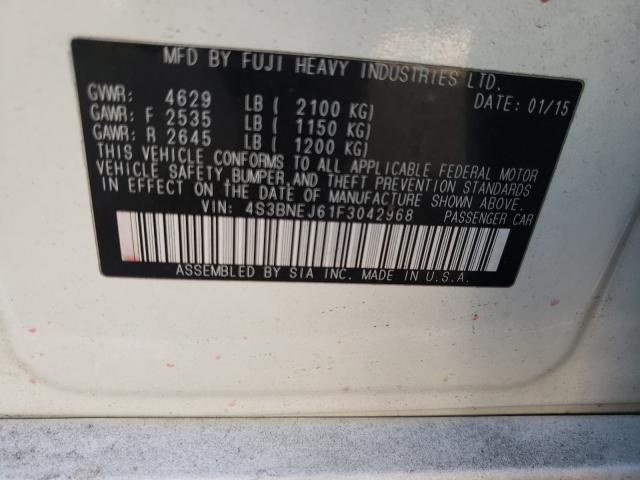 MFD BY FUJI HEAVY INDUSTRIES LTD.
GVWR: 4629 LB ( 2100 KG) DATE: 01/15
GAWR: F 2535 LB ( 1150 KG)
GAWR: R 2645 LB ( 1200 KG)
THIS VEHICLE CONFORMS TO ALL APPLICABLE FEDERAL MOTOR
VEHICLE SAFETY, BUMPER, AND THEFT PREVENTION STANDARDS
IN EFFECT ON THE DATE OF MANUFACTURE SHOWN ABOVE.
VIN: 4S3BNEJ61F3042968 PASSENGER CAR
ASSEMBLED BY SIA INC. MADE IN U.S.A.